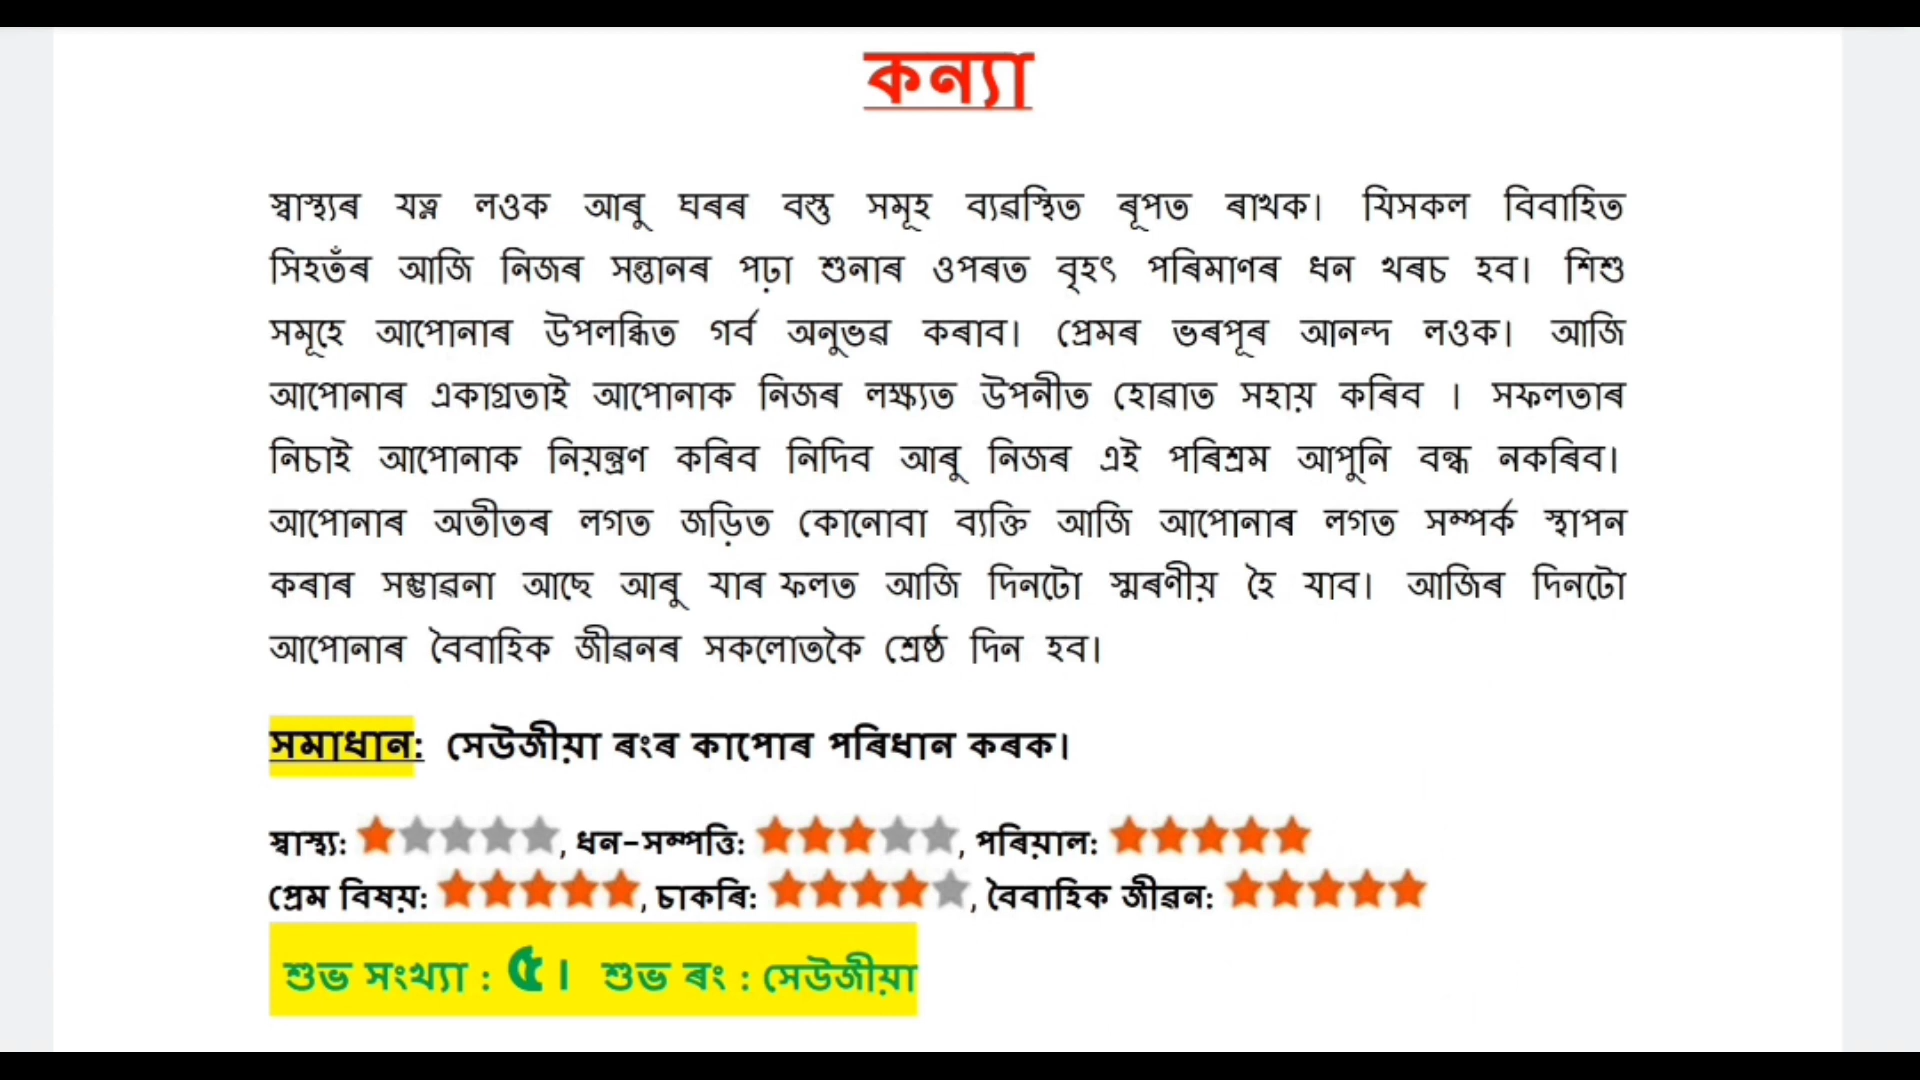 কন্যা
স্বাস্থ্যৰ যত্ন লওক আৰু ঘৰৰ বস্তু সমূহ ব্যৱস্থিত ৰূপত ৰাখক। যিসকল বিবাহিত
সিহতঁৰ আজি নিজৰ সন্তানৰ পঢ়া শুনাৰ ওপৰত বৃহৎ পৰিমাণৰ ধন খৰচ হব। শিশু
সমূহে আপোনাৰ উপলব্ধিত গৰ্ব অনুভৱ কৰাব। প্ৰেমৰ ভৰপূৰ আনন্দ লওক। আজি
আপোনাৰ একাগ্ৰতাই আপোনাক নিজৰ লক্ষ্যত উপনীত হোৱাত সহায় কৰিব । সফলতাৰ
নিচাই আপোনাক নিয়ন্ত্ৰণ কৰিব নিদিব আৰু নিজৰ এই পৰিশ্ৰম আপুনি বন্ধ নকৰিব।
আপোনাৰ অতীতৰ লগত জড়িত কোনোবা ব্যক্তি আজি আপোনাৰ লগত সম্পৰ্ক স্থাপন
কৰাৰ সম্ভাৱনা আছে আৰু যাৰ ফলত আজি দিনটো স্মৰণীয় হৈ যাব। আজিৰ দিনটো
আপোনাৰ বৈবাহিক জীৱনৰ সকলোতকৈ শ্ৰেষ্ঠ দিন হব।
সমাধান: সেউজীয়া ৰংৰ কাপোৰ পৰিধান কৰক।
স্বাস্থ্য: ★★★★★, ধন-সম্পত্তি: ★★★★★, পৰিয়াল: ★★★★★
প্ৰেম বিষয়: ★★★★★, চাকৰি: ★★★★★, বৈবাহিক জীৱন: ★★★★★
শুভ সংখ্যা : ৫। শুভ ৰং : সেউজীয়া